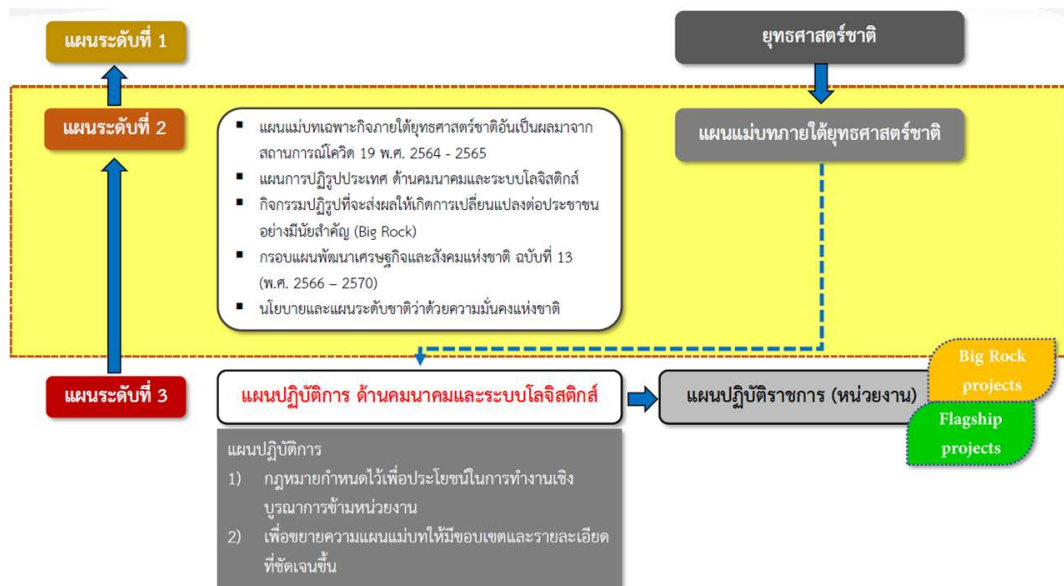 แผนระดับที่ 1
ยุทธศาสตร์ชาติ
แผนระดับที่ 2
▪ แผนแม่บทเฉพาะกิจภายใต้ยุทธศาสตร์ชาติอันเป็นผลมาจาก
สถานการณ์โควิด 19 พ.ศ. 2564 - 2565
▪ แผนการปฏิรูปประเทศ ด้านคมนาคมและระบบโลจิสติกส์
▪ กิจกรรมปฏิรูปที่จะส่งผลให้เกิดการเปลี่ยนแปลงต่อประชาชน
อย่างมีนัยสำคัญ (Big Rock)
▪ กรอบแผนพัฒนาเศรษฐกิจและสังคมแห่งชาติ ฉบับที่ 13
(พ.ศ. 2566 – 2570)
▪ นโยบายและแผนระดับชาติว่าด้วยความมั่นคงแห่งชาติ
แผนแม่บทภายใต้ยุทธศาสตร์ชาติ
แผนระดับที่ 3
แผนปฏิบัติการ ด้านคมนาคมและระบบโลจิสติกส์
แผนปฏิบัติราชการ (หน่วยงาน)
Big Rock
projects
Flagship
projects
แผนปฏิบัติการ
1) กฎหมายกำหนดไว้เพื่อประโยชน์ในการทำงานเชิง
บูรณาการข้ามหน่วยงาน
2) เพื่อขยายความแผนแม่บทให้มีขอบเขตและรายละเอียด
ที่ชัดเจนขึ้น